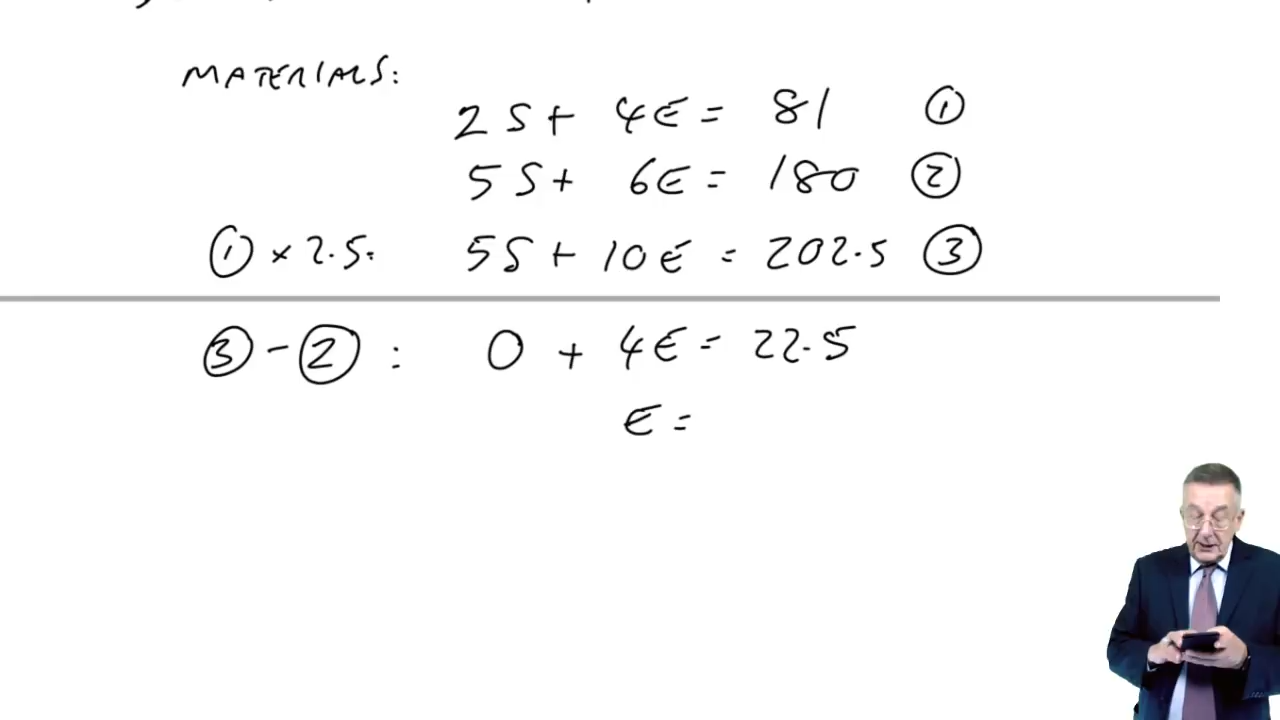 MATERIALS:
2S + 4E = 81 ①
5S + 6E = 180 ②
① × 2.5: 5S + 10E = 202.5 ③
③ - ② : 0 + 4E = 22.5
E =